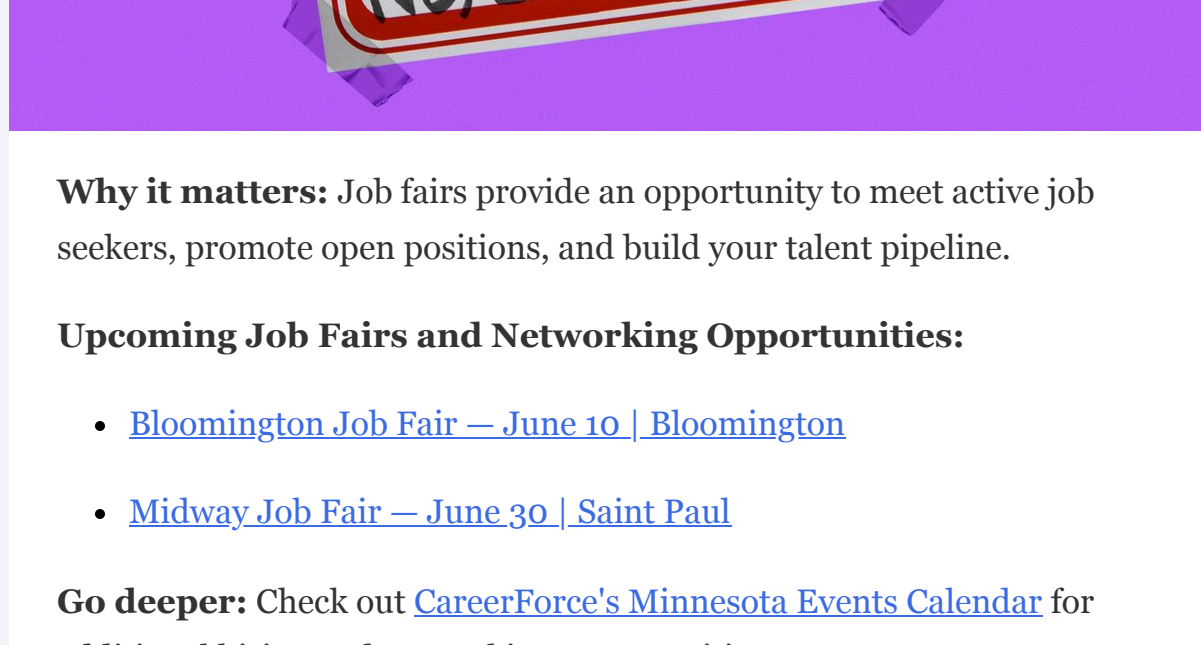 Why it matters: Job fairs provide an opportunity to meet active job
seekers, promote open positions, and build your talent pipeline.
Upcoming Job Fairs and Networking Opportunities:
Bloomington Job Fair — June 10 | Bloomington
Midway Job Fair — June 30 | Saint Paul
Go deeper: Check out CareerForce's Minnesota Events Calendar for